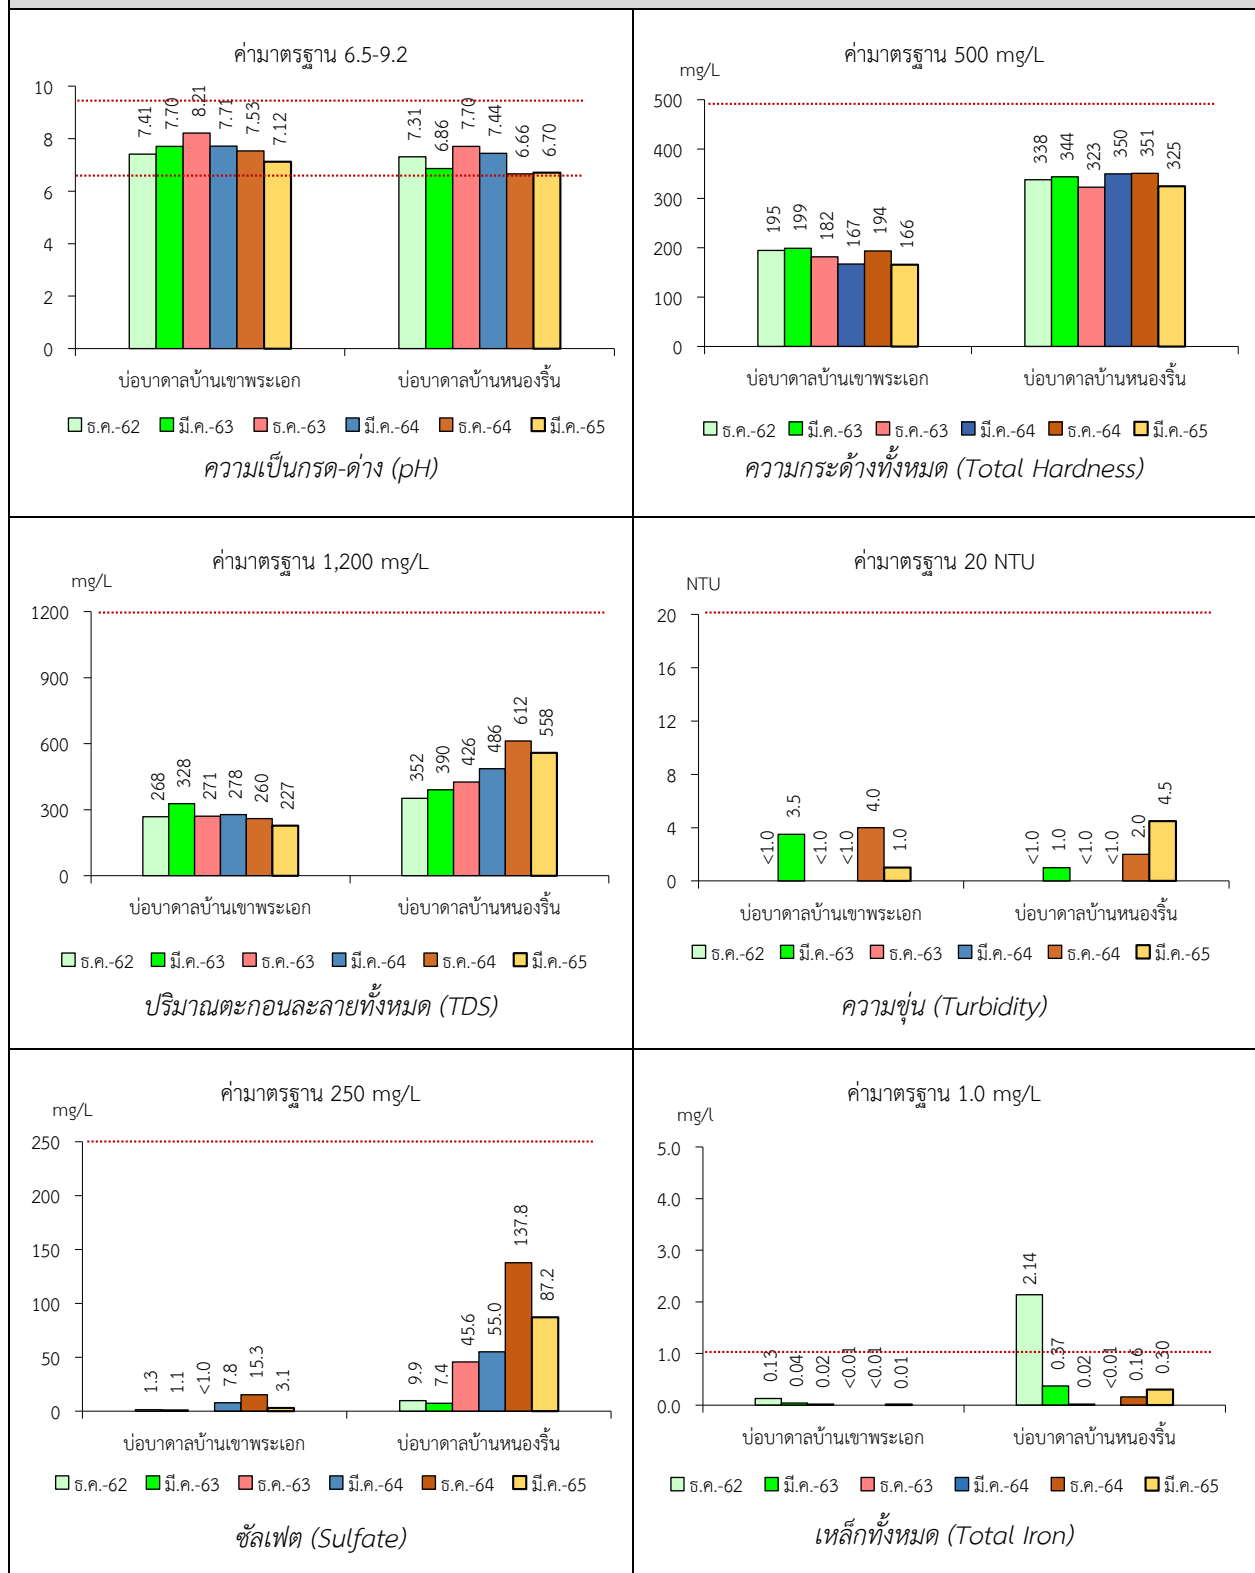 ค่ามาตรฐาน 6.5-9.2
10
8
6
4
2
0
7.41 7.70 8.21 7.71 7.53 7.12
7.31 6.86 7.70 7.44 6.66 6.70
บ่อบาดาลบ้านเขาพระเอก บ่อบาดาลบ้านหนองริ้น
ธ.ค.-62 มี.ค.-63 ธ.ค.-63 มี.ค.-64 ธ.ค.-64 มี.ค.-65
ความเป็นกรด-ด่าง (pH)
ค่ามาตรฐาน 500 mg/L
mg/L
500
400
300
200
100
0
195 199 182 167 194 166
338 344 323 350 351 325
บ่อบาดาลบ้านเขาพระเอก บ่อบาดาลบ้านหนองริ้น
ธ.ค.-62 มี.ค.-63 ธ.ค.-63 มี.ค.-64 ธ.ค.-64 มี.ค.-65
ความกระด้างทั้งหมด (Total Hardness)
ค่ามาตรฐาน 1,200 mg/L
mg/L
1200
900
600
300
0
268 328 271 278 260 227
352 390 426 486 612 558
บ่อบาดาลบ้านเขาพระเอก บ่อบาดาลบ้านหนองริ้น
ธ.ค.-62 มี.ค.-63 ธ.ค.-63 มี.ค.-64 ธ.ค.-64 มี.ค.-65
ปริมาณตะกอนละลายทั้งหมด (TDS)
ค่ามาตรฐาน 20 NTU
NTU
20
16
12
8
4
0
<1.0 3.5 <1.0 <1.0 4.0 1.0
<1.0 1.0 <1.0 <1.0 2.0 4.5
บ่อบาดาลบ้านเขาพระเอก บ่อบาดาลบ้านหนองริ้น
ธ.ค.-62 มี.ค.-63 ธ.ค.-63 มี.ค.-64 ธ.ค.-64 มี.ค.-65
ความขุ่น (Turbidity)
ค่ามาตรฐาน 250 mg/L
mg/L
250
200
150
100
50
0
1.3 1.1 <1.0 7.8 15.3 3.1
9.9 7.4 45.6 55.0 137.8 87.2
บ่อบาดาลบ้านเขาพระเอก บ่อบาดาลบ้านหนองริ้น
ธ.ค.-62 มี.ค.-63 ธ.ค.-63 มี.ค.-64 ธ.ค.-64 มี.ค.-65
ซัลเฟต (Sulfate)
ค่ามาตรฐาน 1.0 mg/L
mg/l
5.0
4.0
3.0
2.0
1.0
0.0
0.13 0.04 0.02 <0.01 <0.01 0.01
2.14 0.37 0.02 <0.01 0.16 0.30
บ่อบาดาลบ้านเขาพระเอก บ่อบาดาลบ้านหนองริ้น
ธ.ค.-62 มี.ค.-63 ธ.ค.-63 มี.ค.-64 ธ.ค.-64 มี.ค.-65
เหล็กทั้งหมด (Total Iron)